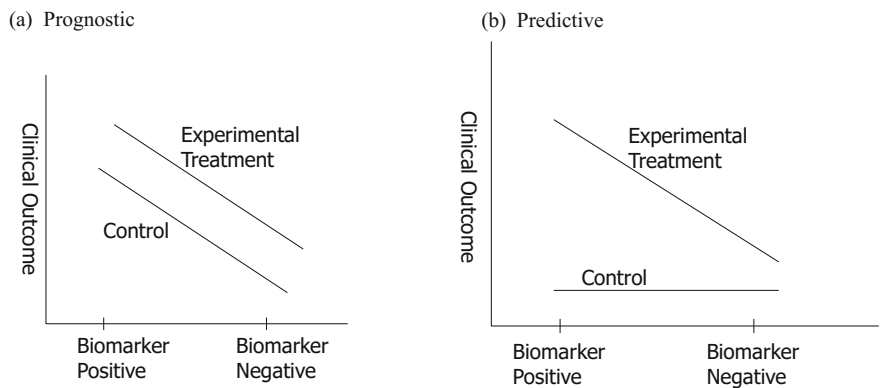 (a) Prognostic
Clinical Outcome
Experimental
Treatment
Control
Biomarker
Positive
Biomarker
Negative
(b) Predictive
Clinical Outcome
Experimental
Treatment
Control
Biomarker
Positive
Biomarker
Negative